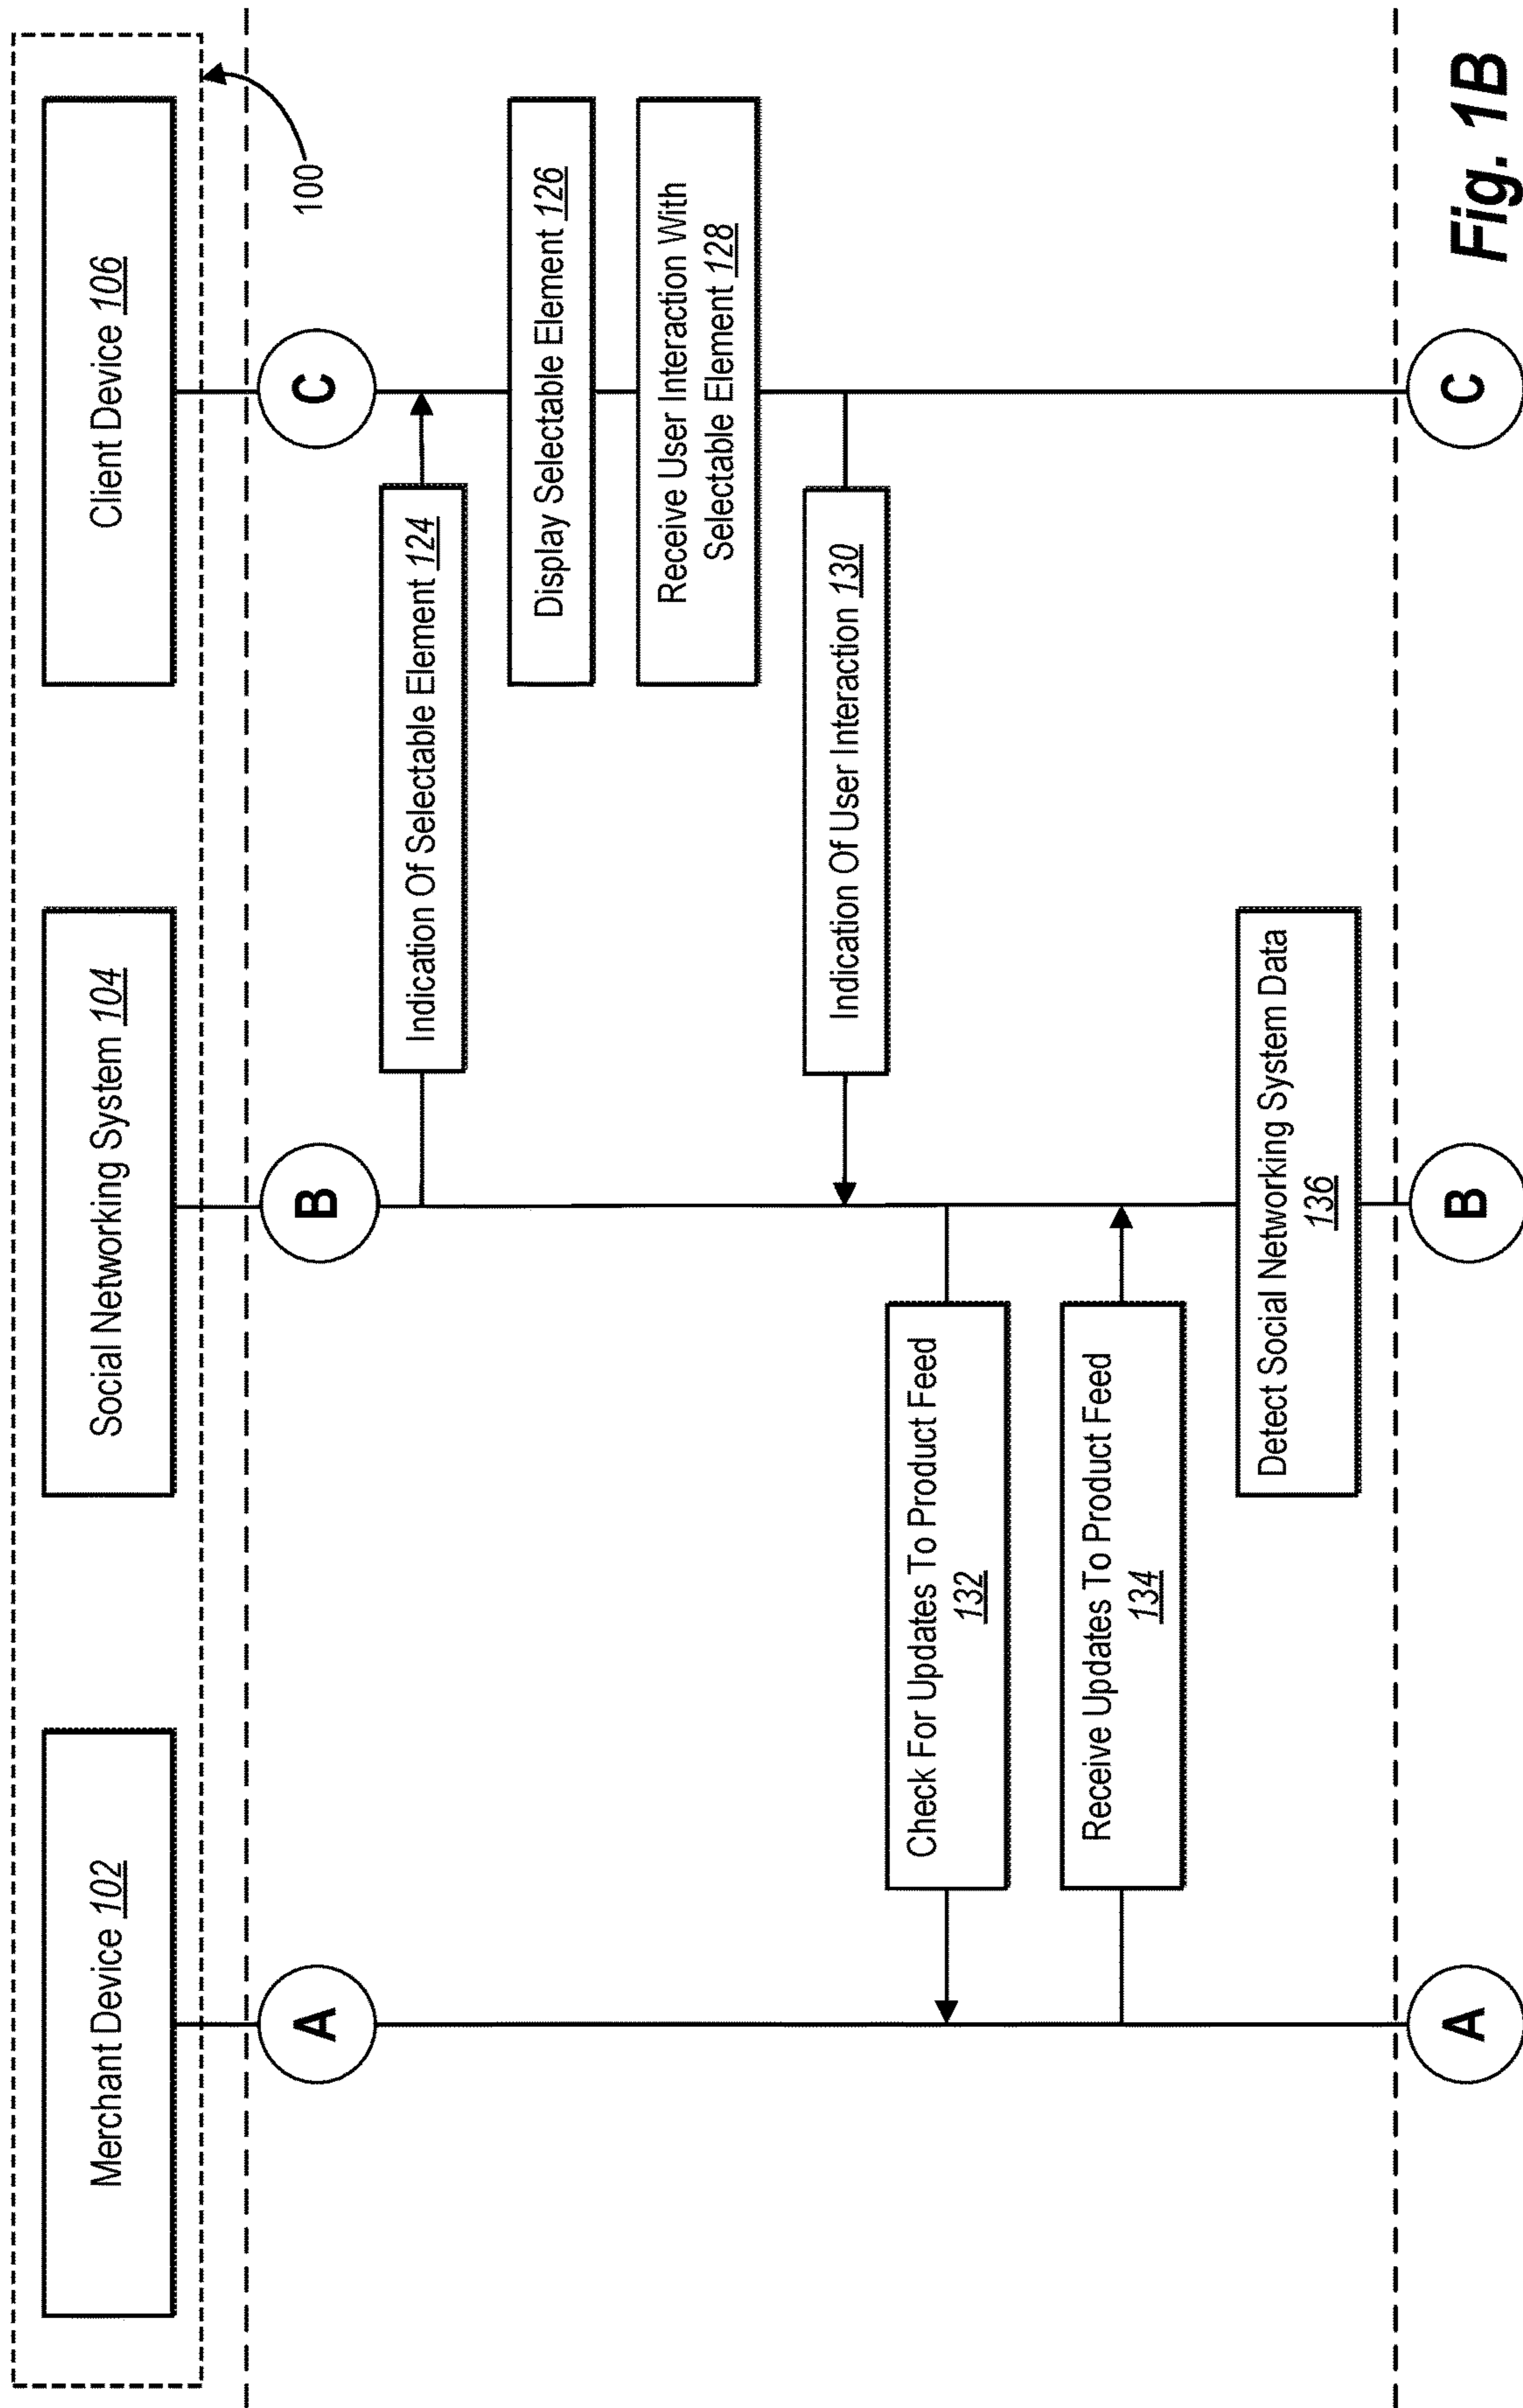 Merchant Device 102
Social Networking System 104
Client Device 106
100
A
B
C
Indication Of Selectable Element 124
Display Selectable Element 126
Receive User Interaction With
Selectable Element 128
Indication Of User Interaction 130
Check For Updates To Product Feed
132
Receive Updates To Product Feed
134
Detect Social Networking System Data
136
A
B
C
Fig. 1B